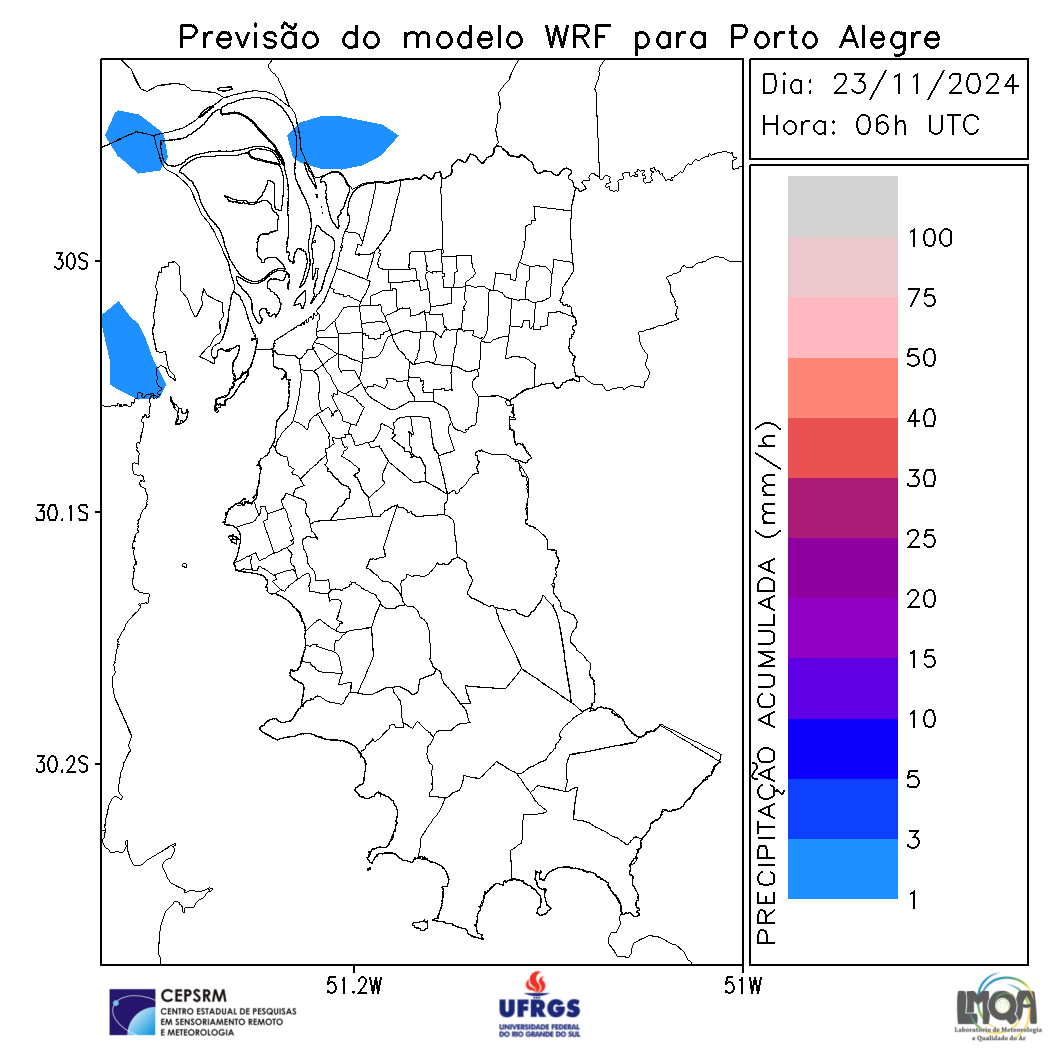 Previsão do modelo WRF para Porto Alegre
Dia: 23/11/2024
Hora: 06h UTC
30S
30.1S
30.2S
51.2W
51W
PRECIPITAÇÃO ACUMULADA (mm/h)
100
75
50
40
30
25
20
15
10
5
3
1
CEPSRM
CENTRO ESTADUAL DE PESQUISAS
EM SENSORIAMENTO REMOTO
E METEOROLOGIA
UFRGS
UNIVERSIDADE FEDERAL
DO RIO GRANDE DO SUL
LMQA
Laboratório de Meteorologia
e Qualidade do Ar